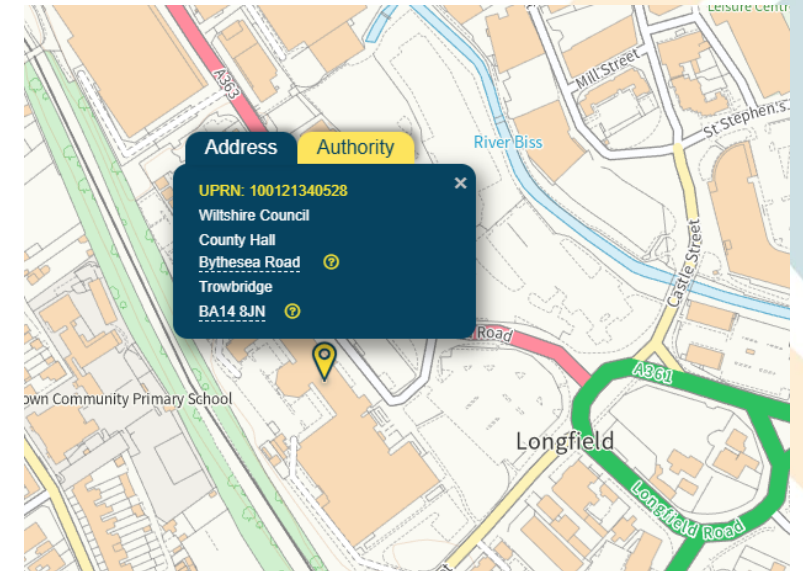 Leisure Centr
Mill Street
A363
St Stephen's
Address
Authority
River Biss
UPRN: 100121340528
×
Wiltshire Council
County Hall
Bythesea Road ?
Trowbridge
BA14 8JN ?
Castle Street
Road
A361
own Community Primary School
Longfield
Longfield Road